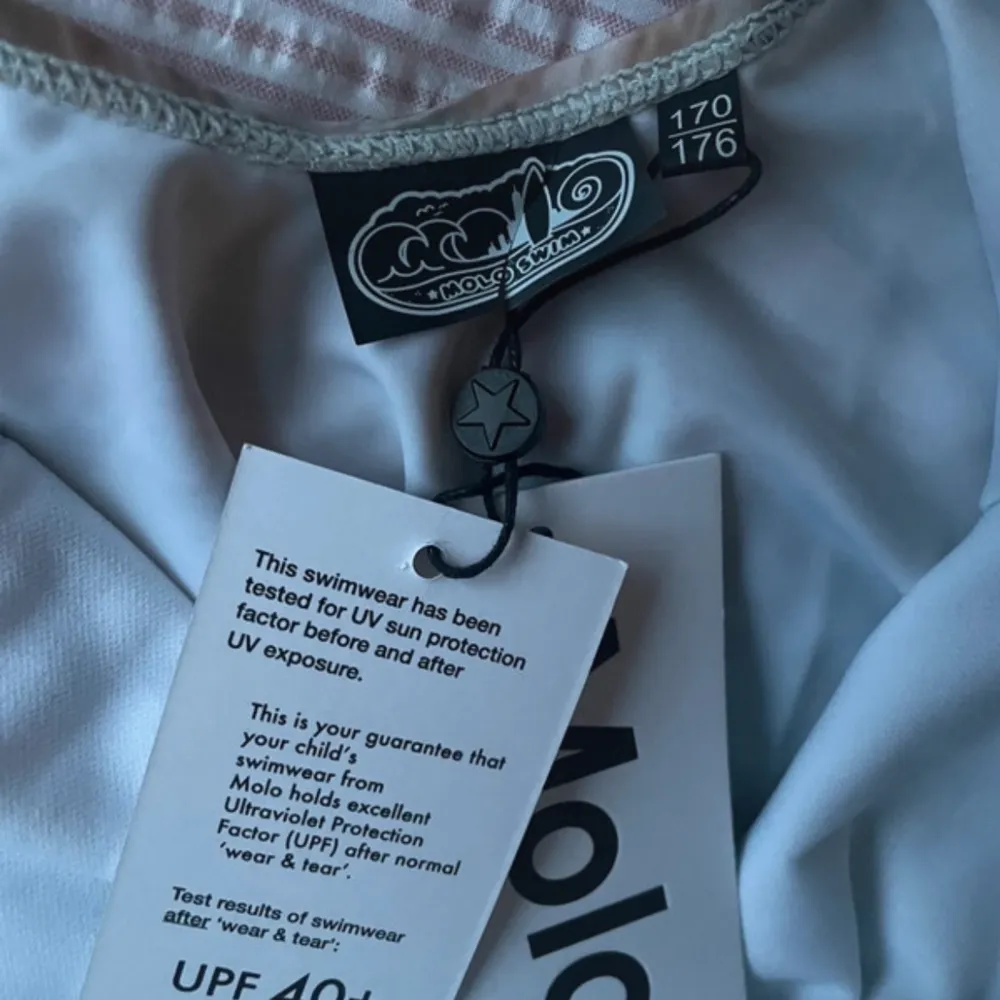 170
176
MOLO SWIM
This swimwear has been
tested for UV sun protection
factor before and after
UV exposure.
This is your guarantee that
your child's
swimwear from
Molo holds excellent
Ultraviolet Protection
Factor (UPF) after normal
'wear & tear'.
Test results of swimwear
after 'wear & tear':
UPF 40+
Molo